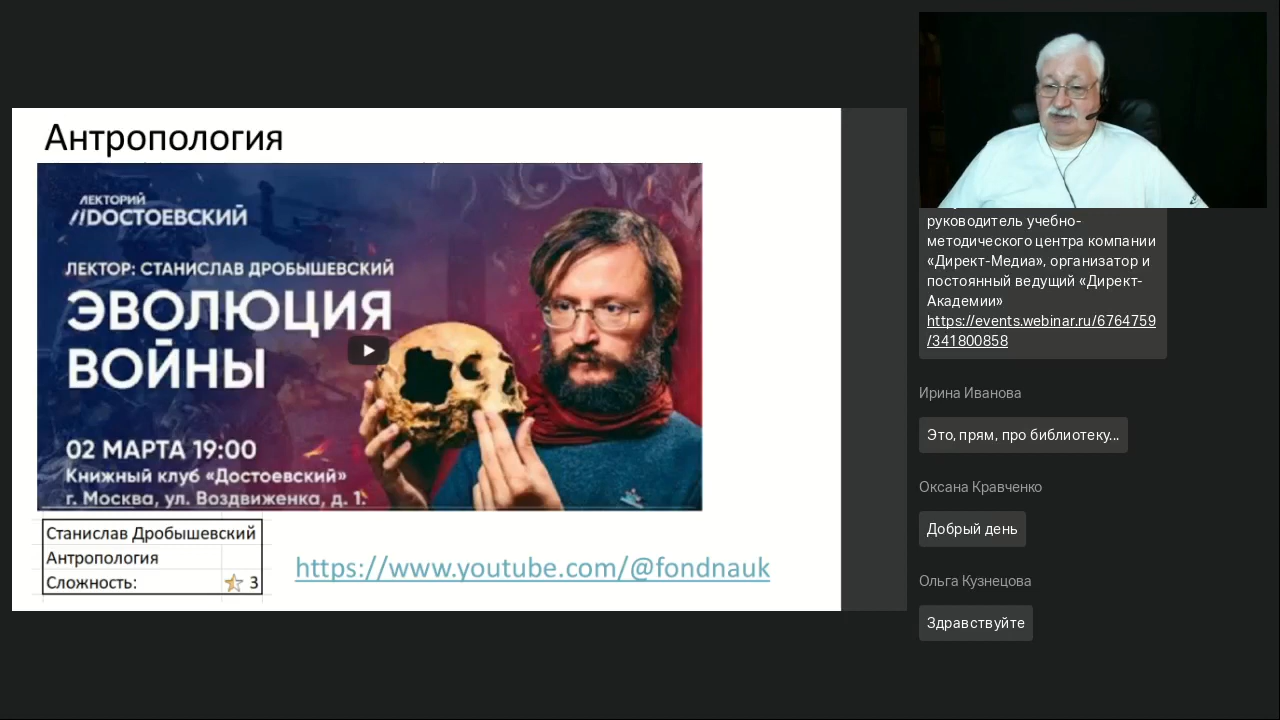 Антропология
ЛЕКТОРИЙ
//DОСТОЕВСКИЙ
ЛЕКТОР: СТАНИСЛАВ ДРОБЫШЕВСКИЙ
ЭВОЛЮЦИЯ
ВОЙНЫ
02 МАРТА 19:00
Книжный клуб «Достоевский»
г. Москва, ул. Воздвиженка, д. 1.
Станислав Дробышевский
Антропология
Сложность: 3
https://www.youtube.com/@fondnauk
руководитель учебно-
методического центра компании
«Директ-Медиа», организатор и
постоянный ведущий «Директ-
Академии»
https://events.webinar.ru/6764759
/341800858
Ирина Иванова
Это, прям, про библиотеку...
Оксана Кравченко
Добрый день
Ольга Кузнецова
Здравствуйте